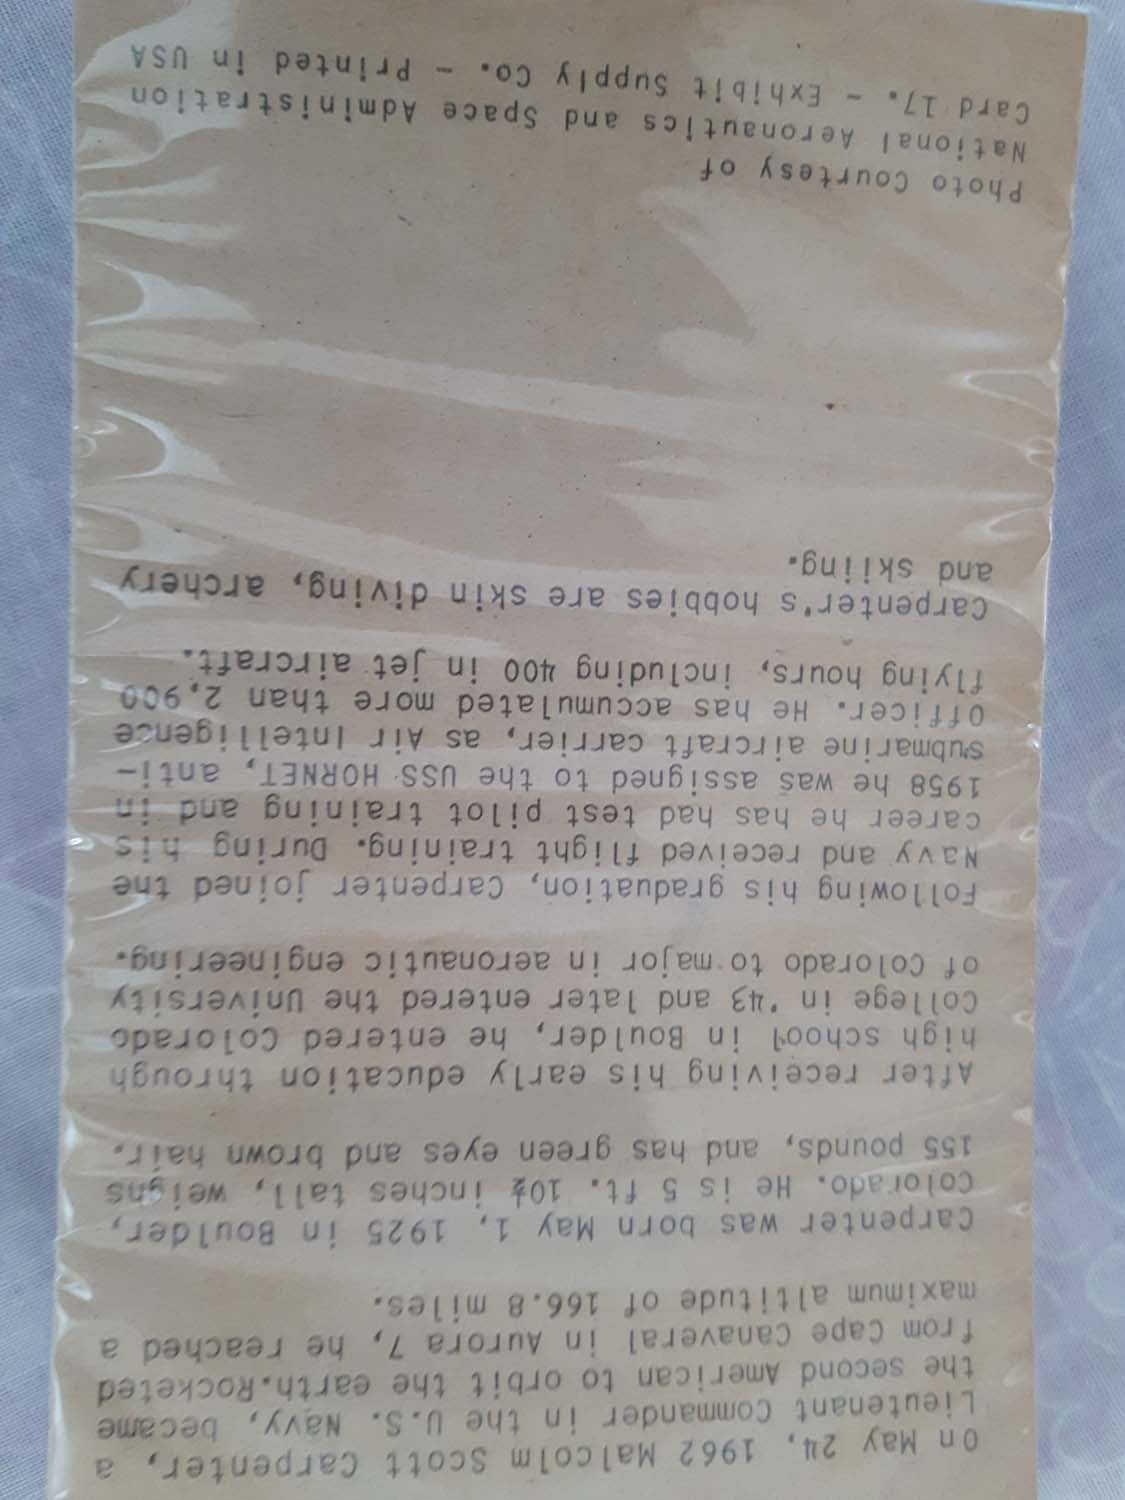 On May 24, 1962 Malcolm Scott Carpenter, a
Lieutenant Commander in the U.S. Navy, became
the second American to orbit the earth.Rocketed
from Cape Canaveral in Aurora 7, he reached a
maximum altitude of 166.8 miles.
Carpenter was born May 1, 1925 in Boulder,
Colorado. He is 5 ft. 10½ inches tall, weighs
155 pounds, and has green eyes and brown hair.
After receiving his early education through
high school in Boulder, he entered Colorado
College in '43 and later entered the University
of Colorado to major in aeronautic engineering.
Following his graduation, Carpenter joined the
Navy and received flight training. During his
career he has had test pilot training and in
1958 he was assigned to the USS HORNET, anti-
submarine aircraft carrier, as Air Intelligence
Officer. He has accumulated more than 2,900
flying hours, including 400 in jet aircraft.
Carpenter's hobbies are skin diving, archery
and skiing.
Photo Courtesy of
National Aeronautics and Space Administration
Card 17. - Exhibit Supply Co. - Printed in USA